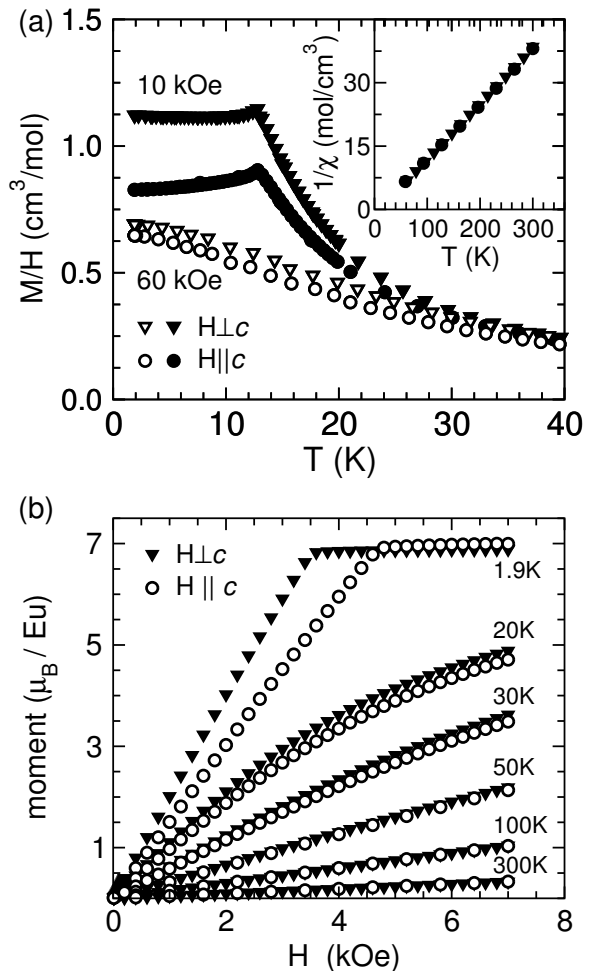 (a)
1.5
1.0
0.5
0.0
M/H (cm³/mol)
10 kOe
60 kOe
H⊥c
H||c
0 10 20 30 40
T (K)
1/χ (mol/cm³)
30
15
0
0 100 200 300
T (K)
(b)
7
5
3
1
moment (μB / Eu)
H⊥c
H || c
1.9K
20K
30K
50K
100K
300K
0 2 4 6 8
H (kOe)